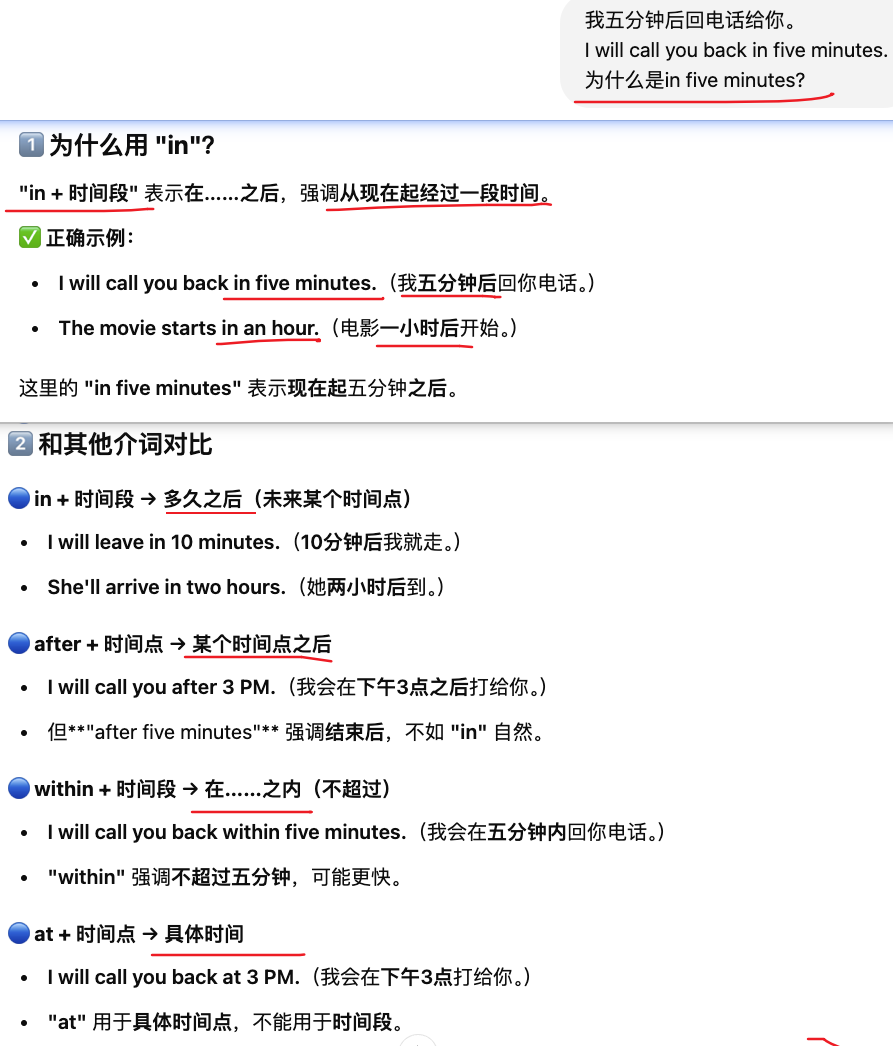 我五分钟后回电话给你。
I will call you back in five minutes.
为什么是in five minutes?
1 为什么用 "in"?
"in + 时间段" 表示在……之后，强调从现在起经过一段时间。
✅ 正确示例：
• I will call you back in five minutes.（我五分钟后回你电话。）
• The movie starts in an hour.（电影一小时后开始。）
这里的 "in five minutes" 表示现在起五分钟之后。
2 和其他介词对比
🔵 in + 时间段 → 多久之后（未来某个时间点）
• I will leave in 10 minutes.（10分钟后我就走。）
• She'll arrive in two hours.（她两小时后到。）
🔵 after + 时间点 → 某个时间点之后
• I will call you after 3 PM.（我会在下午3点之后打给你。）
• 但**"after five minutes"** 强调结束后，不如 "in" 自然。
🔵 within + 时间段 → 在……之内（不超过）
• I will call you back within five minutes.（我会在五分钟内回你电话。）
• "within" 强调不超过五分钟，可能更快。
🔵 at + 时间点 → 具体时间
• I will call you back at 3 PM.（我会在下午3点打给你。）
• "at" 用于具体时间点，不能用于时间段。